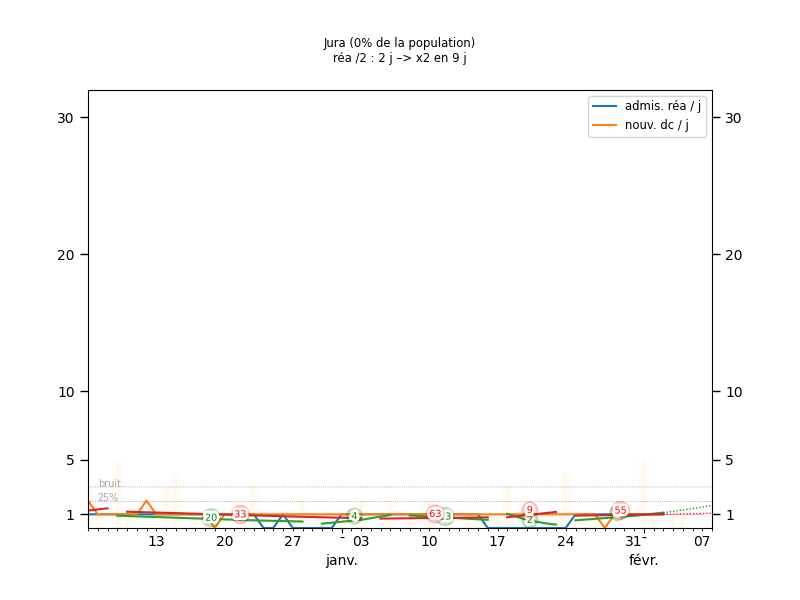 Jura (0% de la population)
réa /2 : 2 j –> x2 en 9 j
admis. réa / j
nouv. dc / j
30 30
20 20
10 10
5 5
bruit
25%
1 1
20 33 4 63 3 9 2 55
13 20 27 - 03 10 17 24 31 - 07
janv. févr.